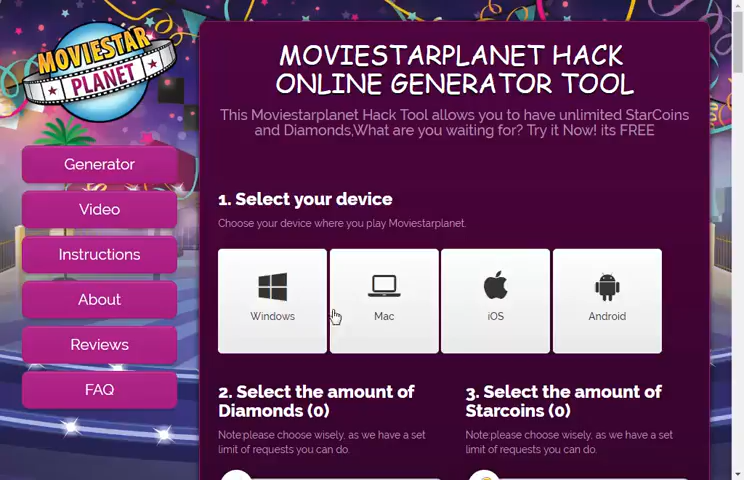 MOVIESTAR
PLANET
Generator
Video
Instructions
About
Reviews
FAQ
MOVIESTARPLANET HACK
ONLINE GENERATOR TOOL
This Moviestarplanet Hack Tool allows you to have unlimited StarCoins
and Diamonds,What are you waiting for? Try it Now! its FREE
1. Select your device
Choose your device where you play Moviestarplanet.
Windows
Mac
iOS
Android
2. Select the amount of
Diamonds (0)
Note:please choose wisely, as we have a set
limit of requests you can do.
3. Select the amount of
Starcoins (0)
Note:please choose wisely, as we have a set
limit of requests you can do.